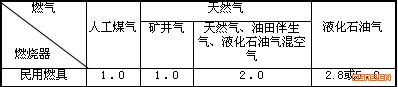 燃气
燃烧器
人工煤气
天然气
矿井气
天然气、油田伴生
气、液化石油气混空
气
液化石油气
民用燃具
1.0
1.0
2.0
2.8或